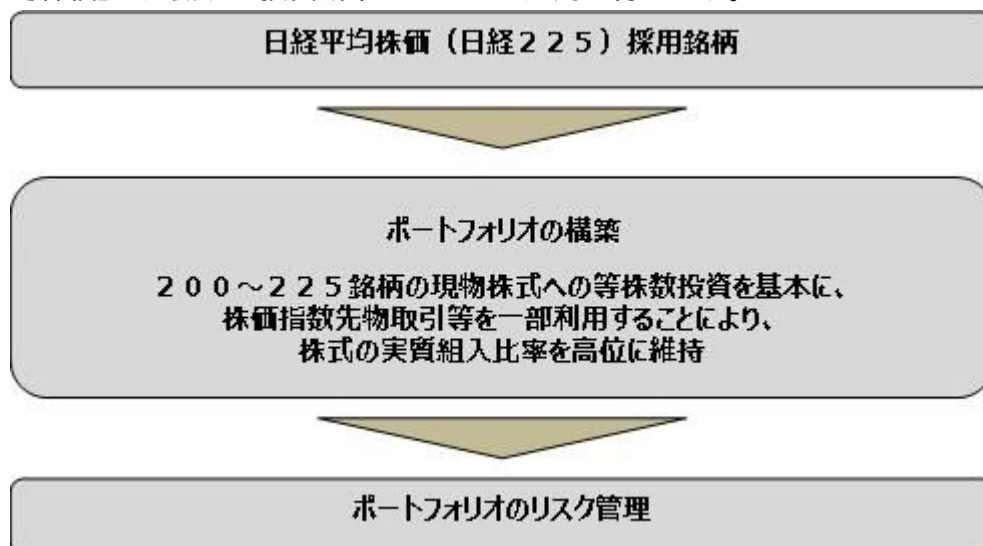 日経平均株価（日経２２５）採用銘柄
ポートフォリオの構築
２００～２２５銘柄の現物株式への等株数投資を基本に、
株価指数先物取引等を一部利用することにより、
株式の実質組入比率を高位に維持
ポートフォリオのリスク管理